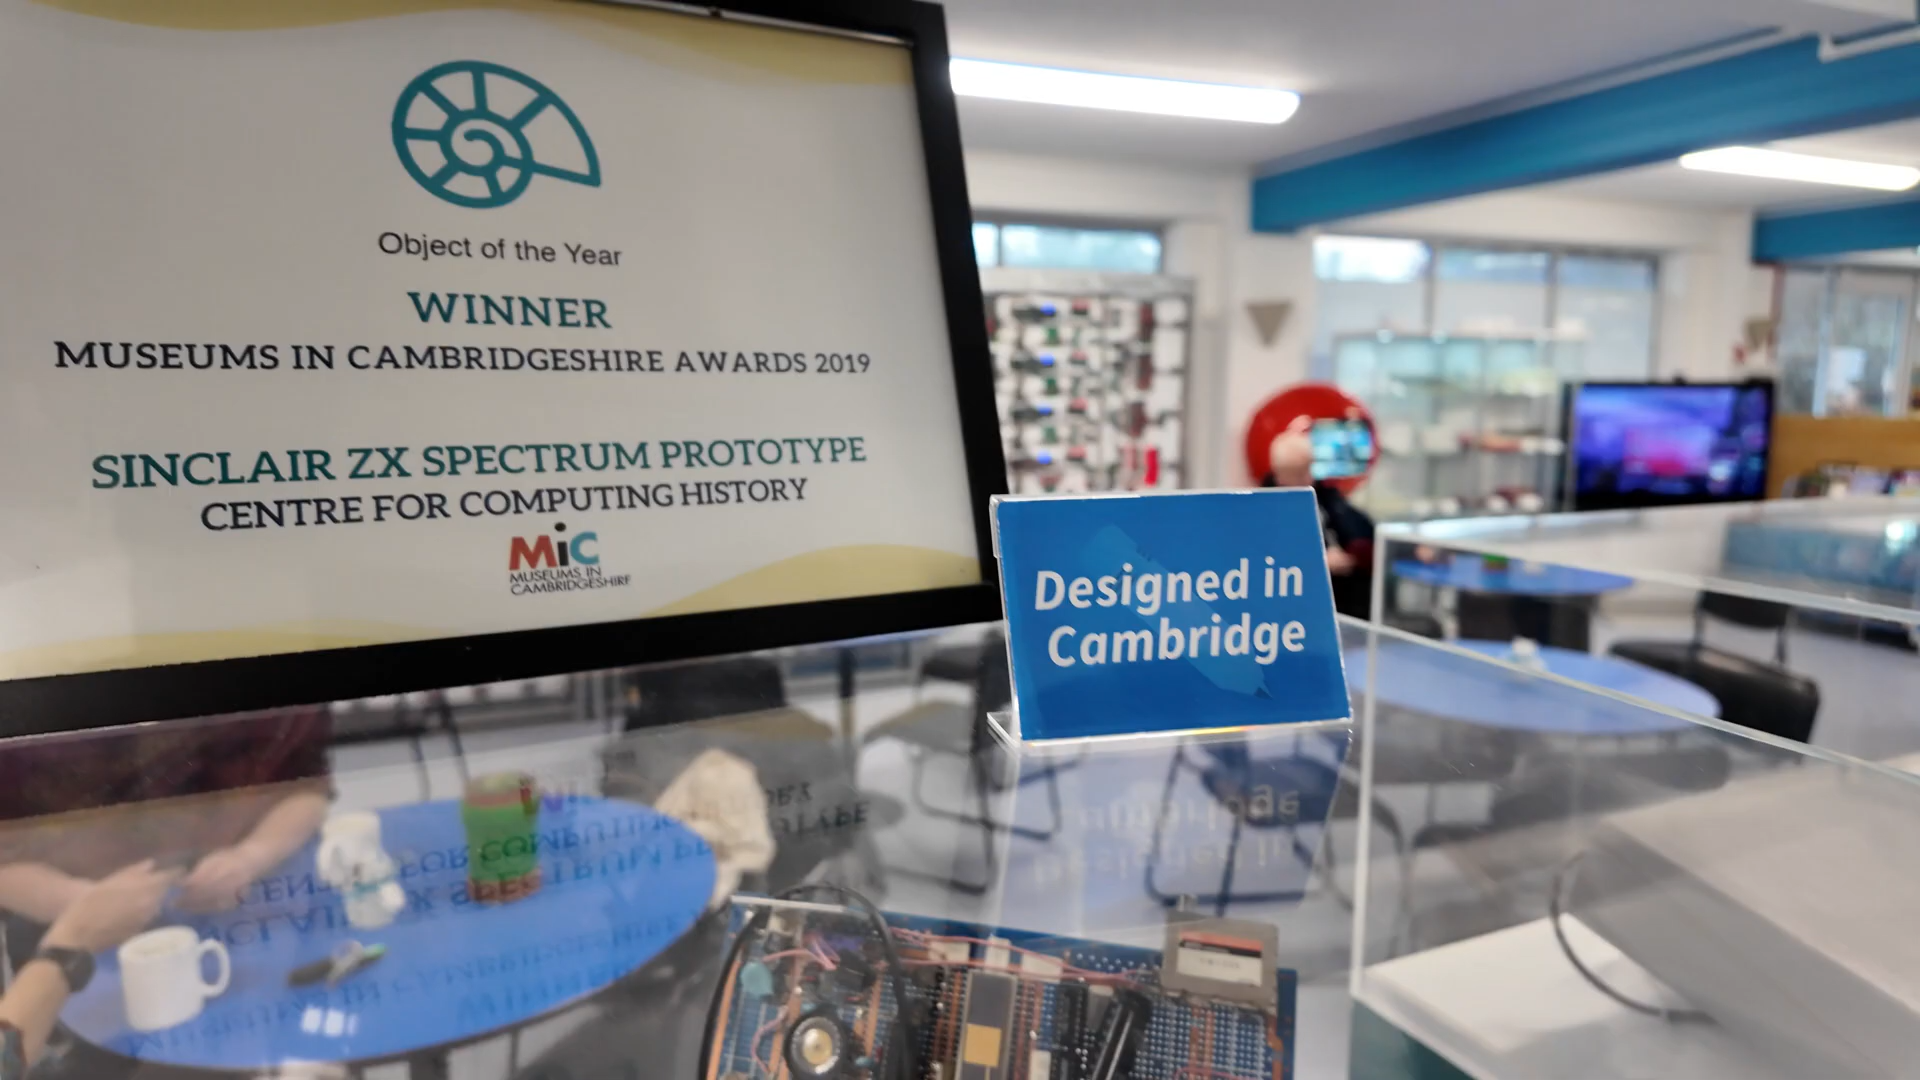 Object of the Year
WINNER
MUSEUMS IN CAMBRIDGESHIRE AWARDS 2019
SINCLAIR ZX SPECTRUM PROTOTYPE
CENTRE FOR COMPUTING HISTORY
MiC
MUSEUMS IN
CAMBRIDGESHIRE
Designed in
Cambridge